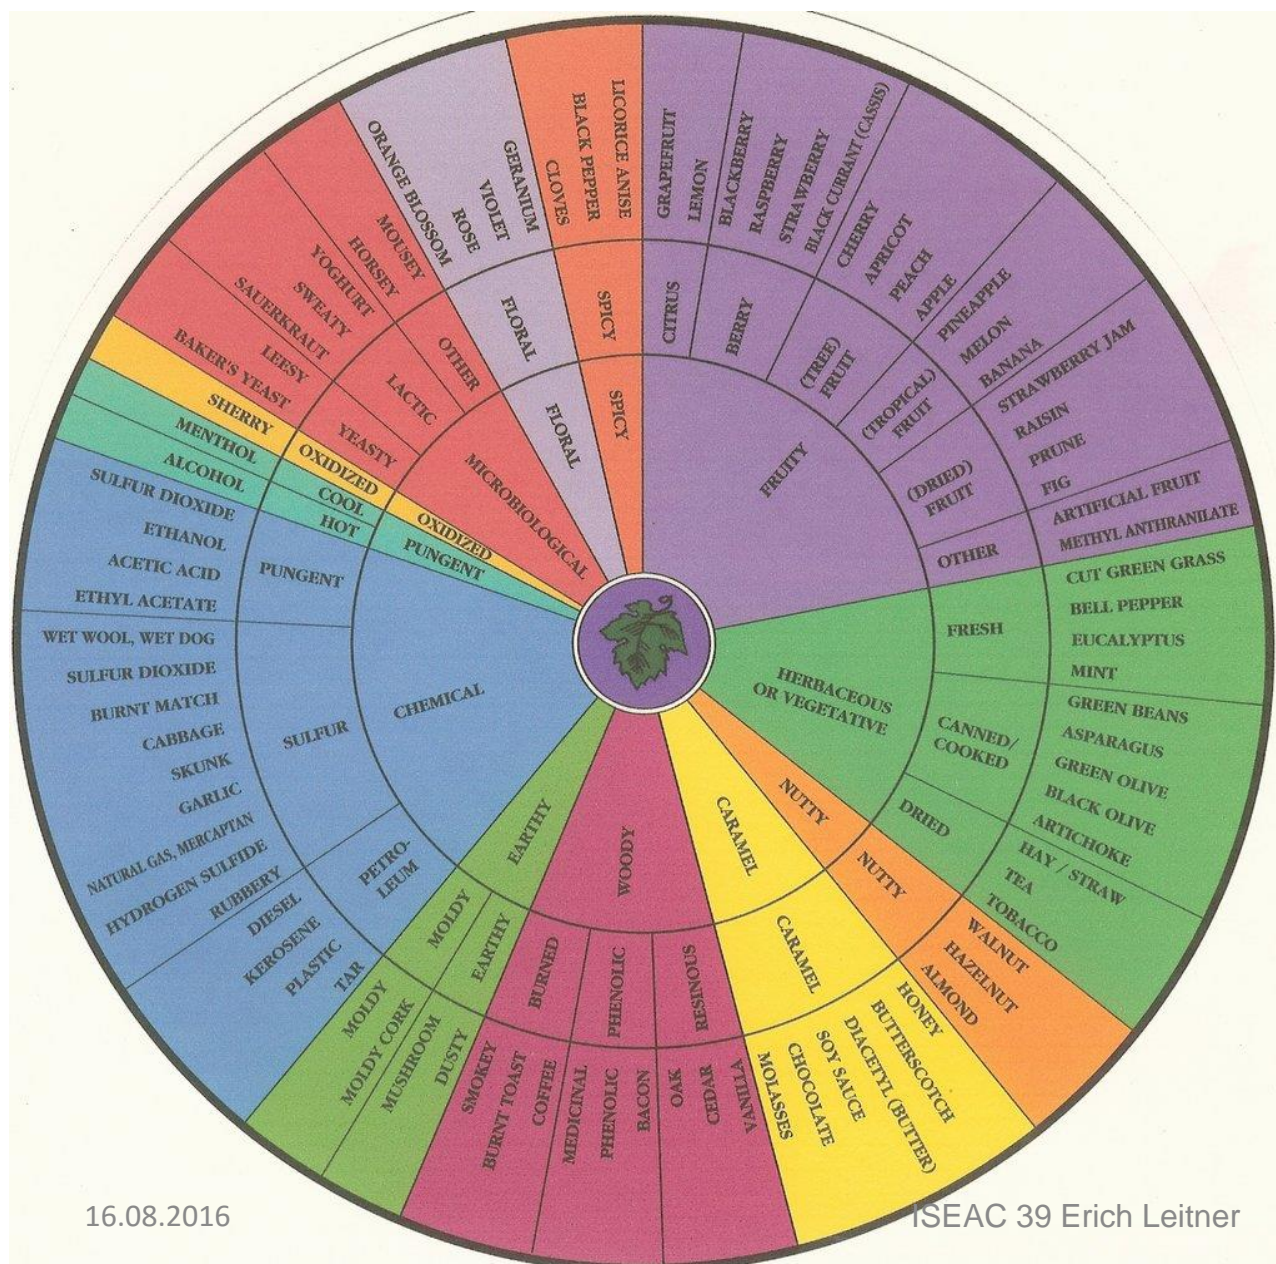 FRUITY
CITRUS
GRAPEFRUIT
LEMON
BERRY
BLACKBERRY
RASPBERRY
STRAWBERRY
BLACK CURRANT (CASSIS)
(TREE)
FRUIT
CHERRY
APRICOT
PEACH
APPLE
(TROPICAL)
FRUIT
PINEAPPLE
MELON
BANANA
(DRIED)
FRUIT
STRAWBERRY JAM
RAISIN
PRUNE
FIG
OTHER
ARTIFICIAL FRUIT
METHYL ANTHRANILATE
HERBACEOUS
OR VEGETATIVE
FRESH
CUT GREEN GRASS
BELL PEPPER
EUCALYPTUS
MINT
CANNED/
COOKED
GREEN BEANS
ASPARAGUS
GREEN OLIVE
BLACK OLIVE
ARTICHOKE
DRIED
HAY / STRAW
TEA
TOBACCO
NUTTY
NUTTY
WALNUT
HAZELNUT
ALMOND
CARAMEL
CARAMEL
HONEY
BUTTERSCOTCH
DIACETYL (BUTTER)
SOY SAUCE
CHOCOLATE
MOLASSES
WOODY
RESINOUS
VANILLA
CEDAR
OAK
PHENOLIC
BACON
PHENOLIC
MEDICINAL
BURNED
COFFEE
BURNT TOAST
SMOKEY
EARTHY
EARTHY
DUSTY
MUSHROOM
MOLDY
MOLDY CORK
MOLDY
CHEMICAL
PETRO-
LEUM
TAR
PLASTIC
KEROSENE
DIESEL
SULFUR
RUBBERY
HYDROGEN SULFIDE
NATURAL GAS, MERCAPTAN
GARLIC
SKUNK
CABBAGE
BURNT MATCH
SULFUR DIOXIDE
WET WOOL, WET DOG
PUNGENT
ETHYL ACETATE
ACETIC ACID
ETHANOL
SULFUR DIOXIDE
PUNGENT
HOT
ALCOHOL
COOL
MENTHOL
OXIDIZED
OXIDIZED
SHERRY
MICROBIOLOGICAL
YEASTY
BAKER'S YEAST
LEESY
LACTIC
SAUERKRAUT
SWEATY
YOGHURT
OTHER
HORSEY
MOUSEY
FLORAL
FLORAL
ORANGE BLOSSOM
ROSE
VIOLET
GERANIUM
SPICY
SPICY
CLOVES
BLACK PEPPER
LICORICE ANISE
16.08.2016
ISEAC 39 Erich Leitner